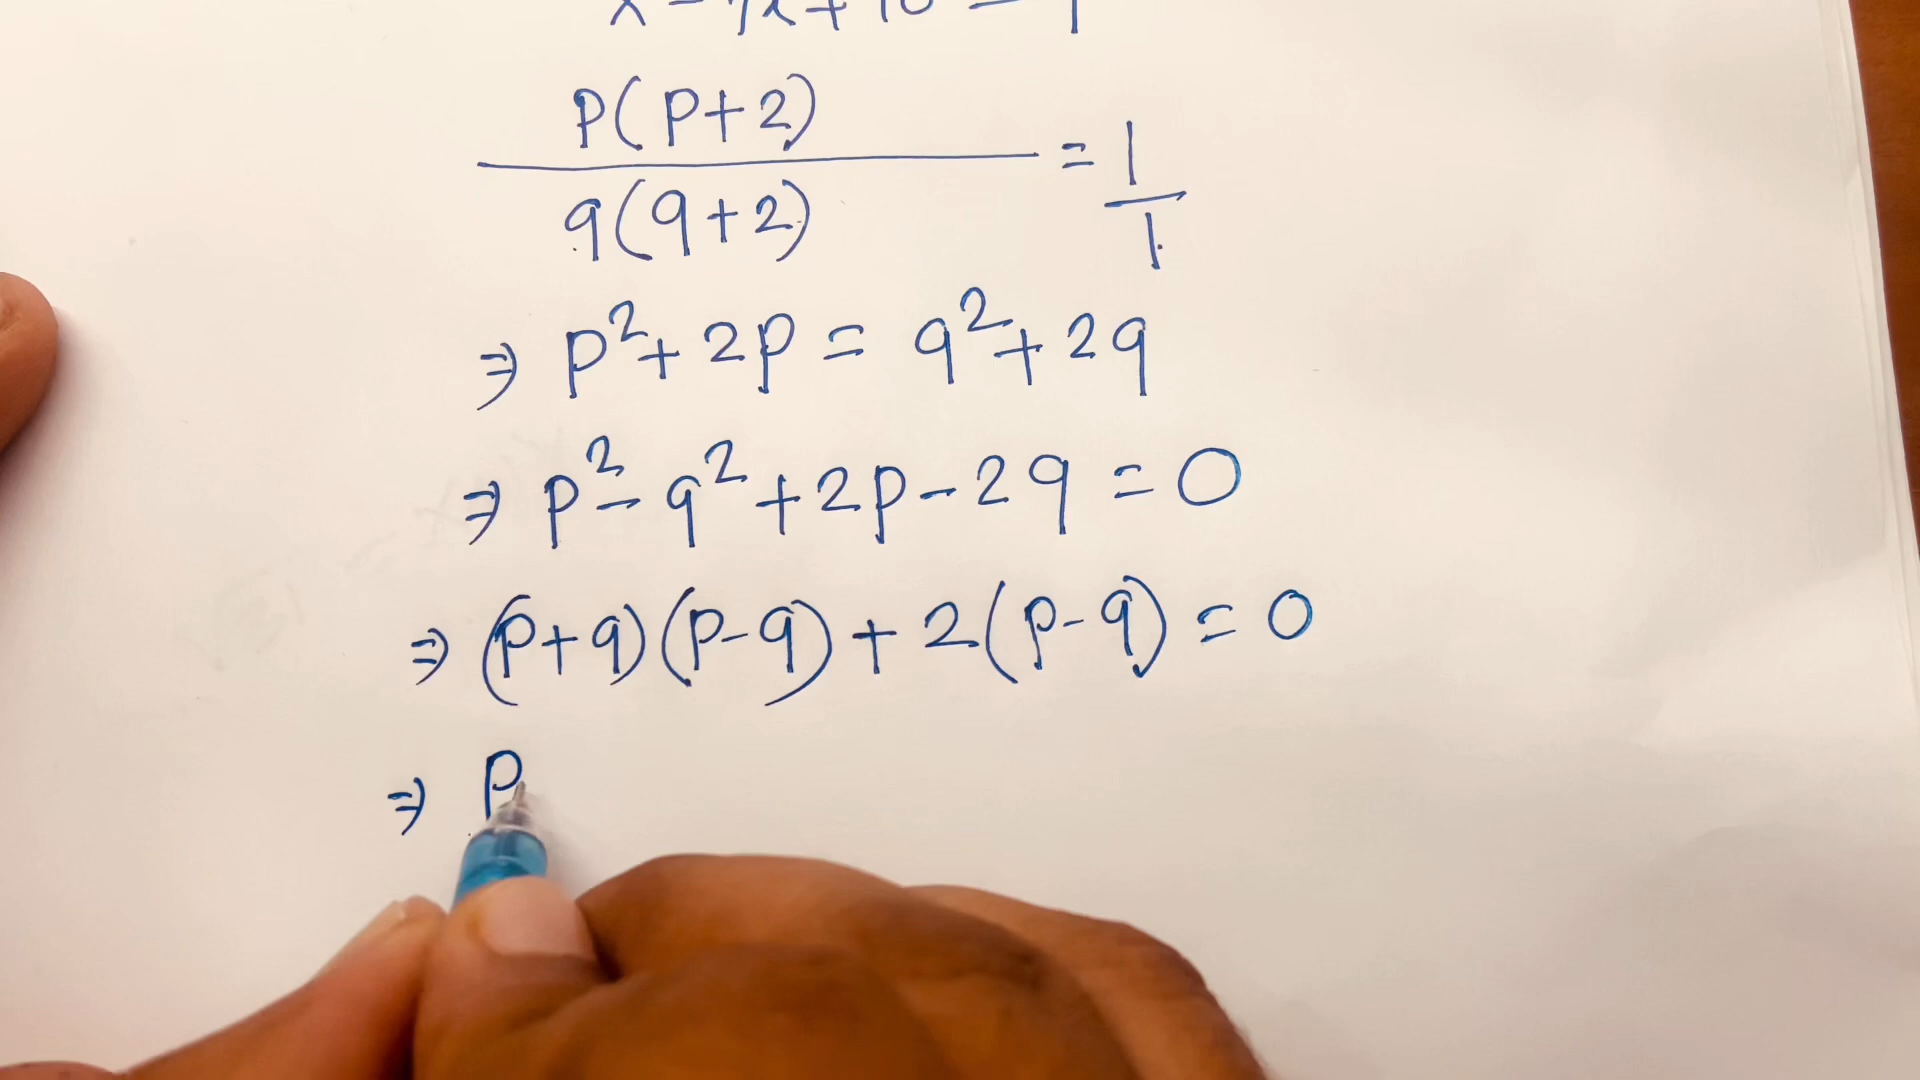 P(P+2)
/ q(q+2) = 1/1
⇒ p²+2p = q²+2q
⇒ p²-q²+2p-2q=0
⇒ (p+q)(p-q)+2(p-q)=0
⇒ P